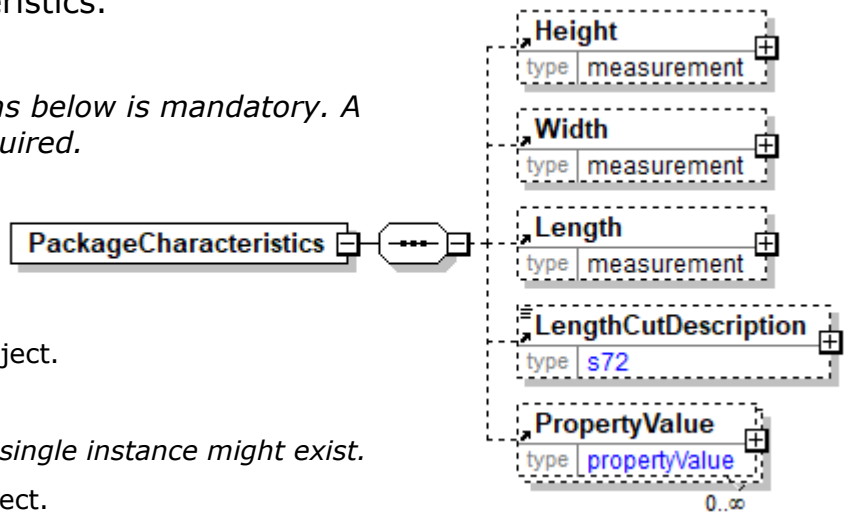 eristics.
Height
type measurement
ns below is mandatory. A
uired.
Width
type measurement
PackageCharacteristics
Length
type measurement
LengthCutDescription
type s72
ject.
single instance might exist.
PropertyValue
type propertyValue
ect.
0..∞